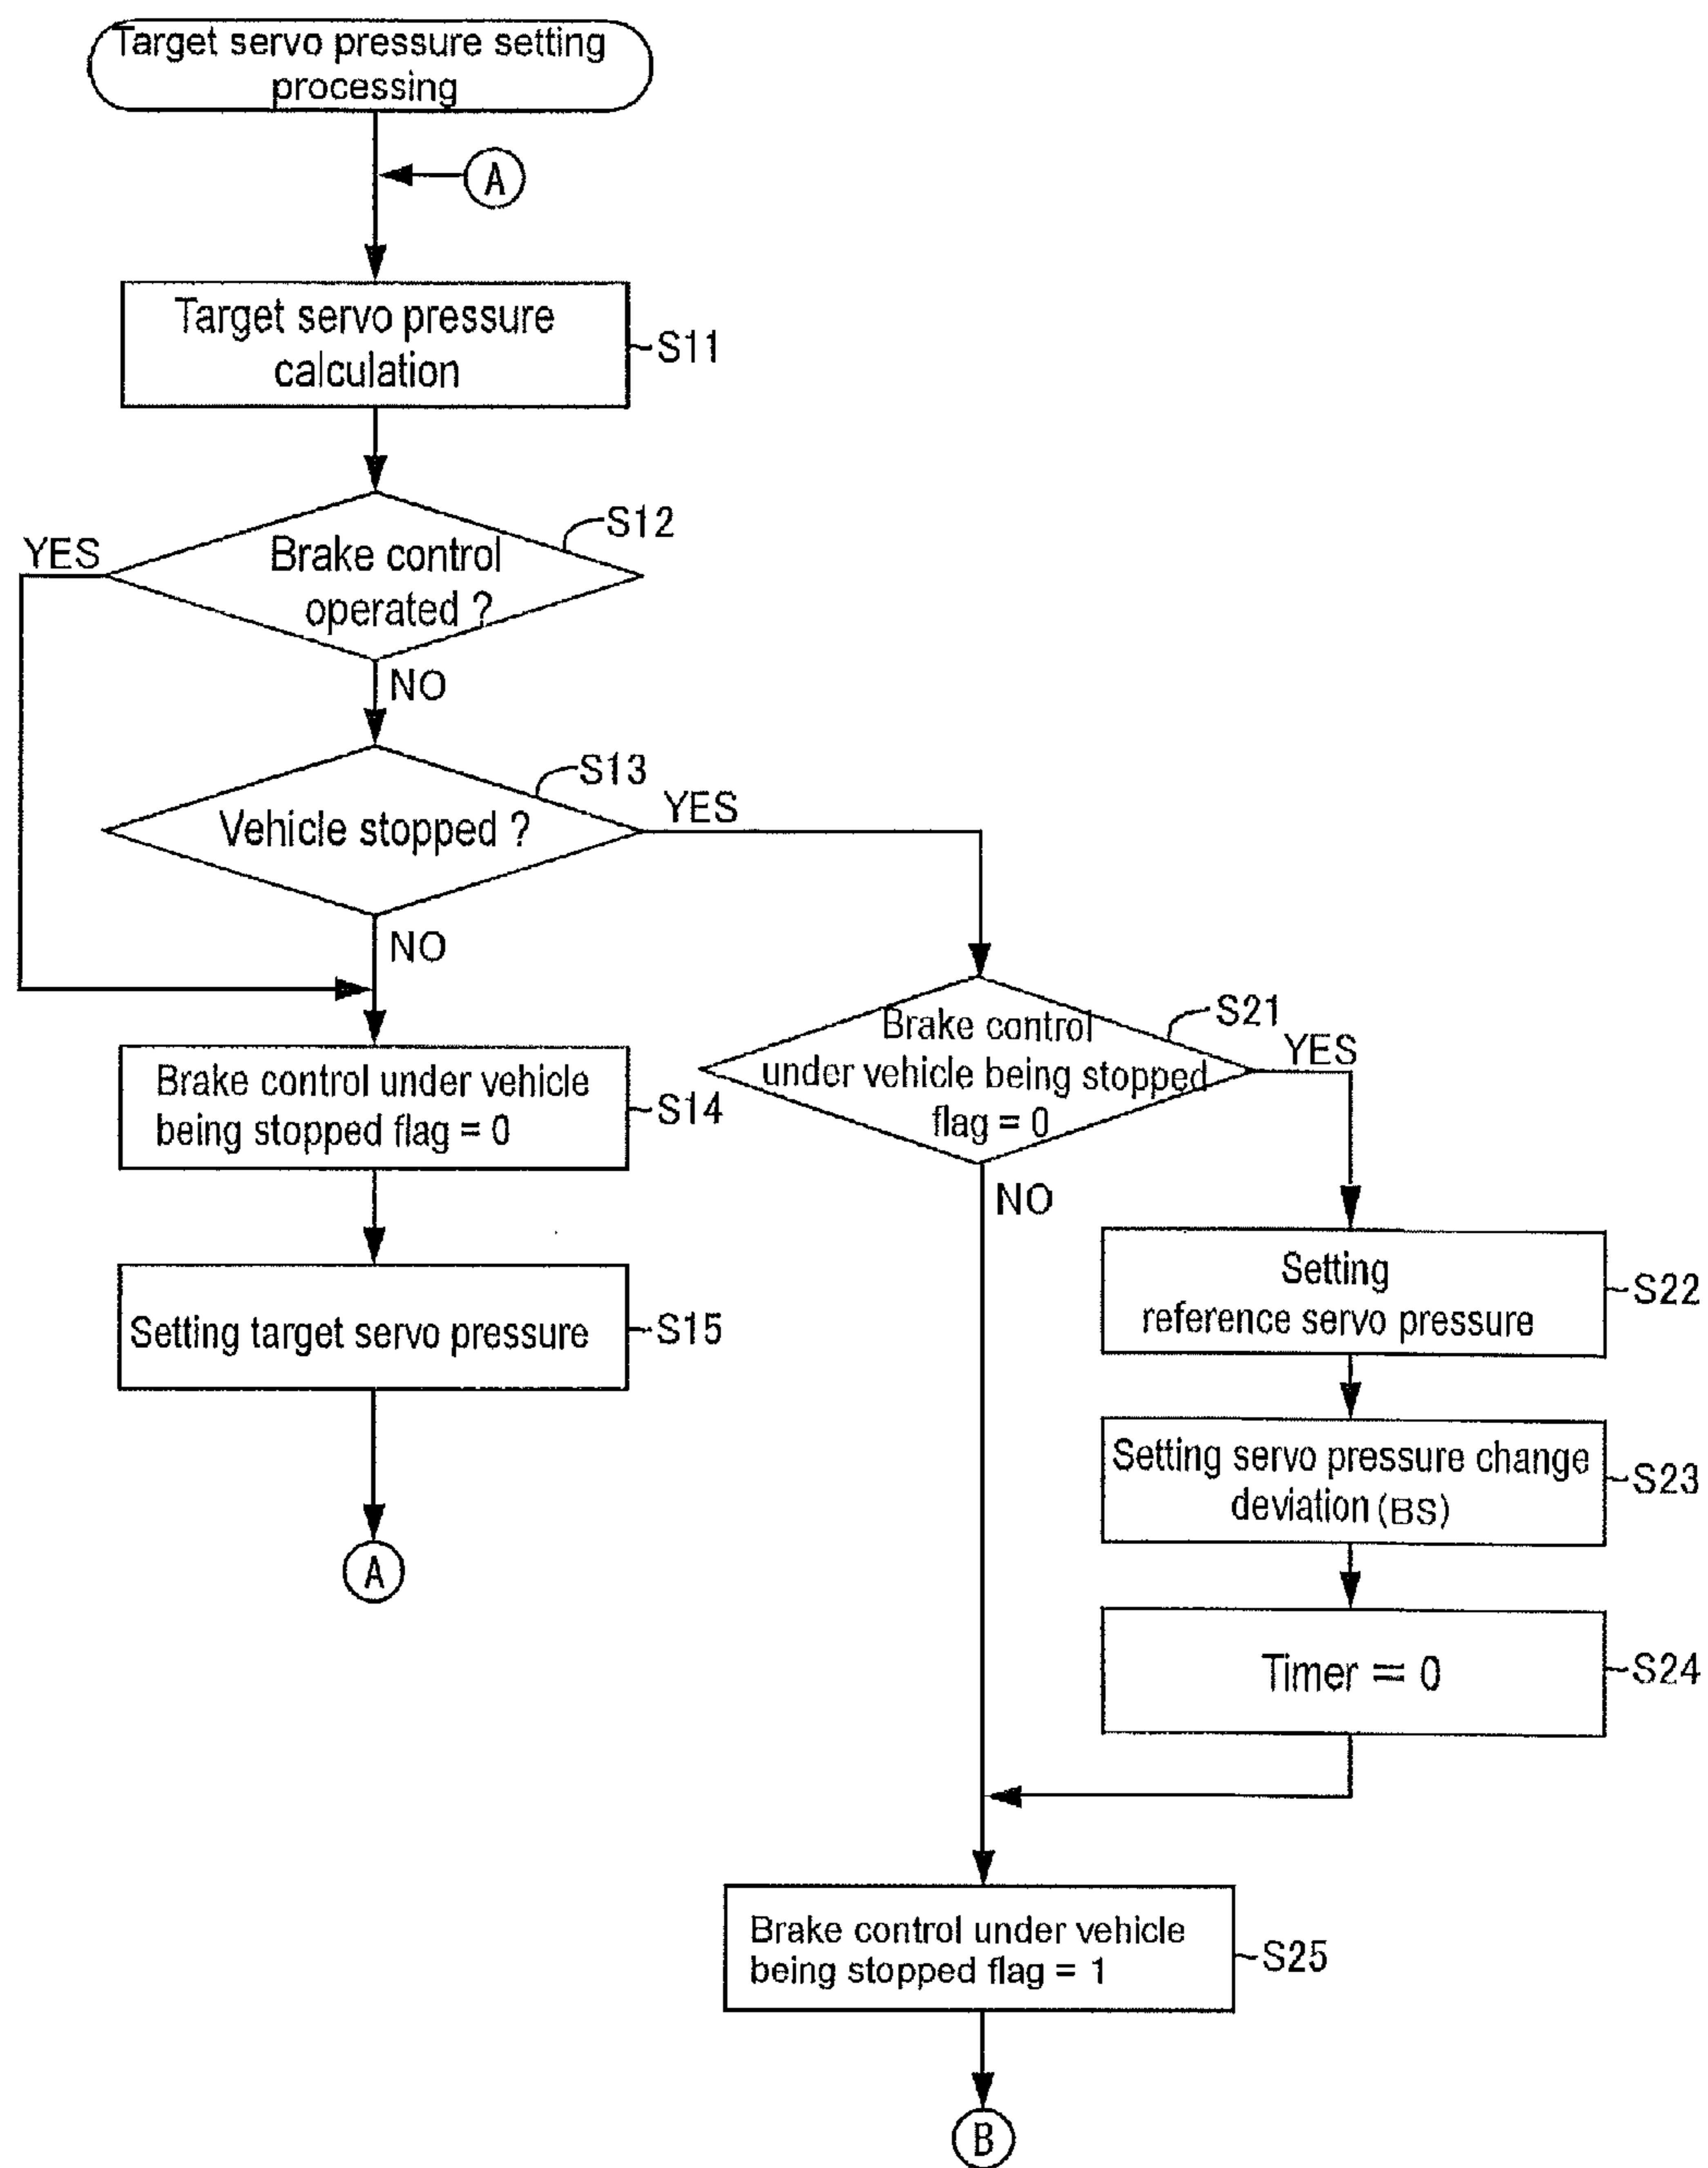 Target servo pressure setting
processing
A
Target servo pressure
calculation
S11
S12
YES
Brake control
operated ?
NO
S13
YES
Vehicle stopped ?
NO
S21
Brake control
under vehicle being stopped
flag = 0
YES
NO
Brake control under vehicle
being stopped flag = 0
S14
Setting target servo pressure
S15
A
Setting
reference servo pressure
S22
Setting servo pressure change
deviation (BS)
S23
Timer = 0
S24
Brake control under vehicle
being stopped flag = 1
S25
B